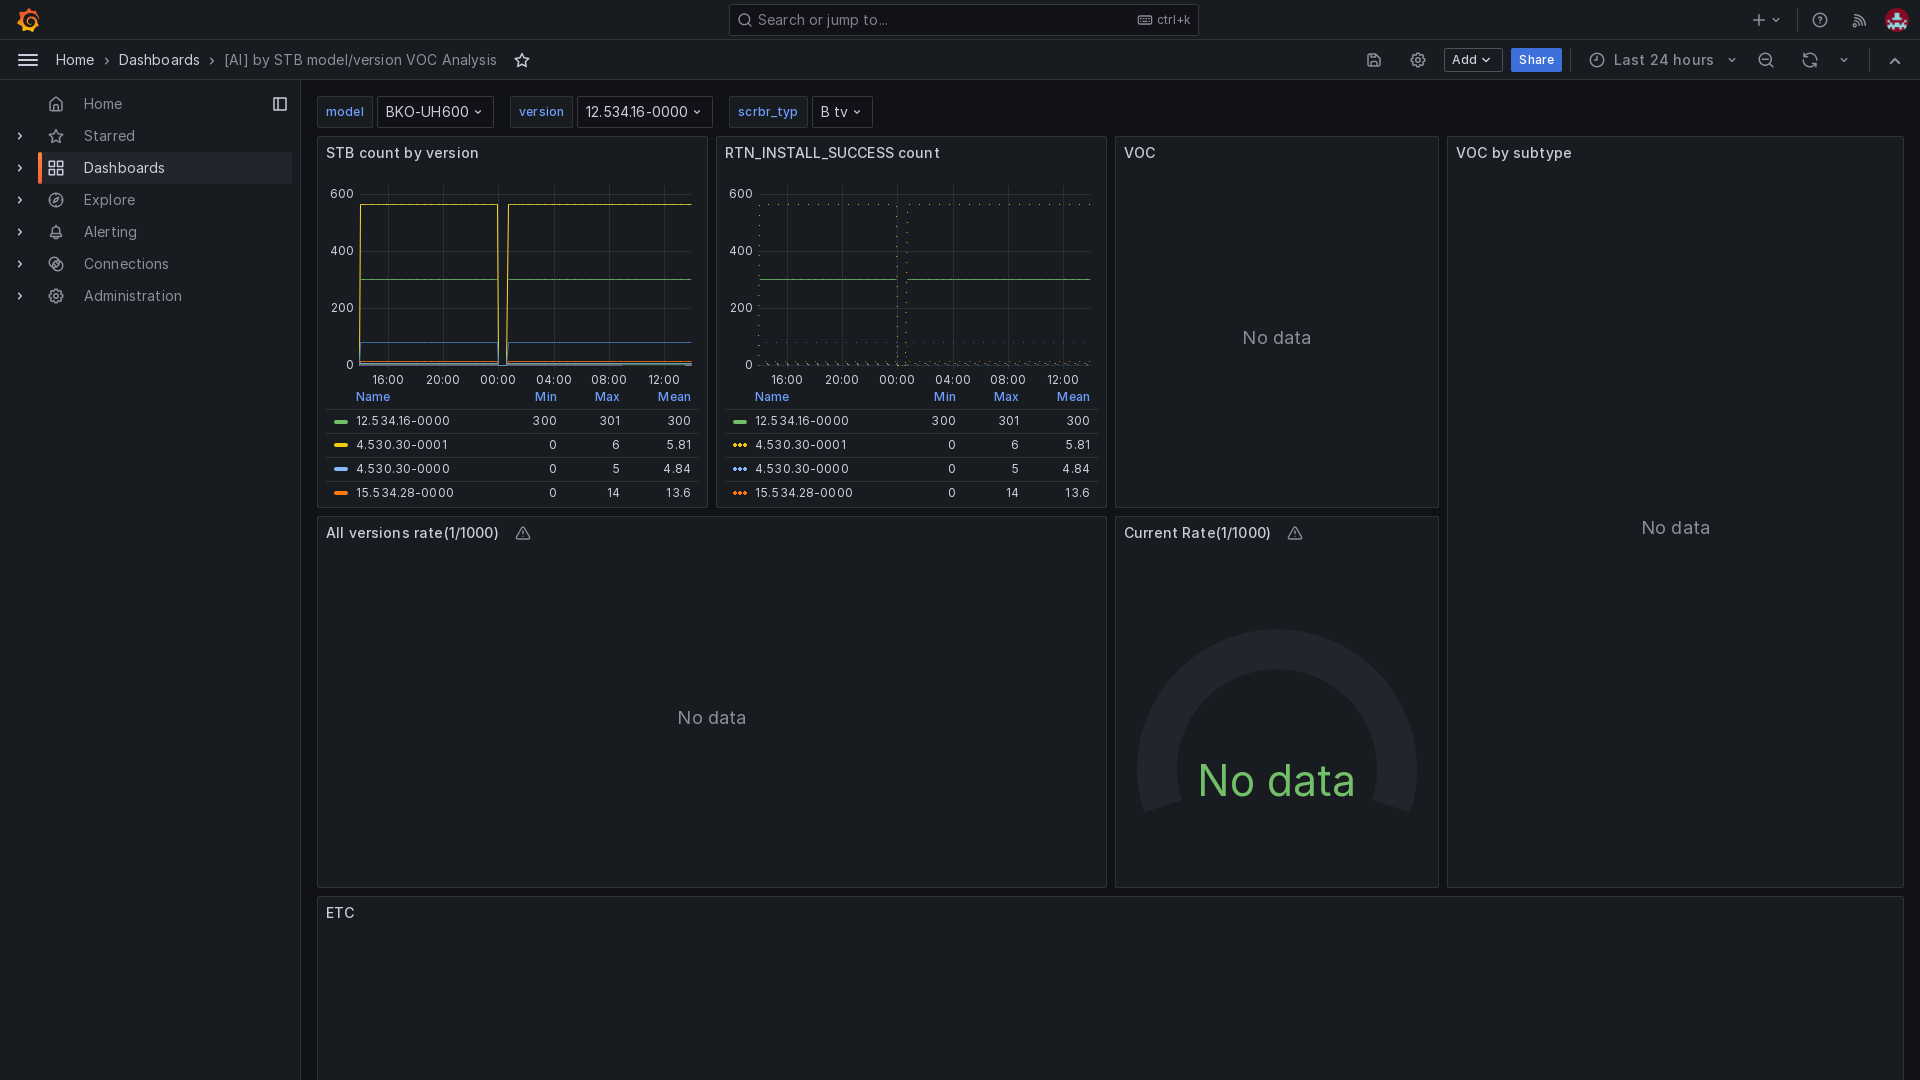 Search or jump to...
ctrl+k
Home
Dashboards
[AI] by STB model/version VOC Analysis
Add
Share
Last 24 hours
Home
Starred
Dashboards
Explore
Alerting
Connections
Administration
model
BKO-UH600
version
12.534.16-0000
scrbr_typ
B tv
STB count by version
600
400
200
0
16:00
20:00
00:00
04:00
08:00
12:00
Name Min Max Mean
12.534.16-0000 300 301 300
4.530.30-0001 0 6 5.81
4.530.30-0000 0 5 4.84
15.534.28-0000 0 14 13.6
RTN_INSTALL_SUCCESS count
600
400
200
0
16:00
20:00
00:00
04:00
08:00
12:00
Name Min Max Mean
12.534.16-0000 300 301 300
4.530.30-0001 0 6 5.81
4.530.30-0000 0 5 4.84
15.534.28-0000 0 14 13.6
VOC
No data
VOC by subtype
No data
All versions rate(1/1000)
No data
Current Rate(1/1000)
No data
ETC